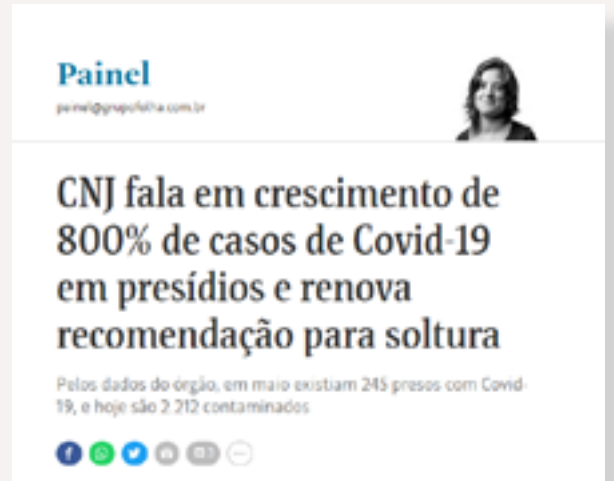 Painel
painel@grupofolha.com.br
CNJ fala em crescimento de
800% de casos de Covid-19
em presídios e renova
recomendação para soltura
Pelos dados do órgão, em maio existiam 245 presos com Covid-
19, e hoje são 2.212 contaminados